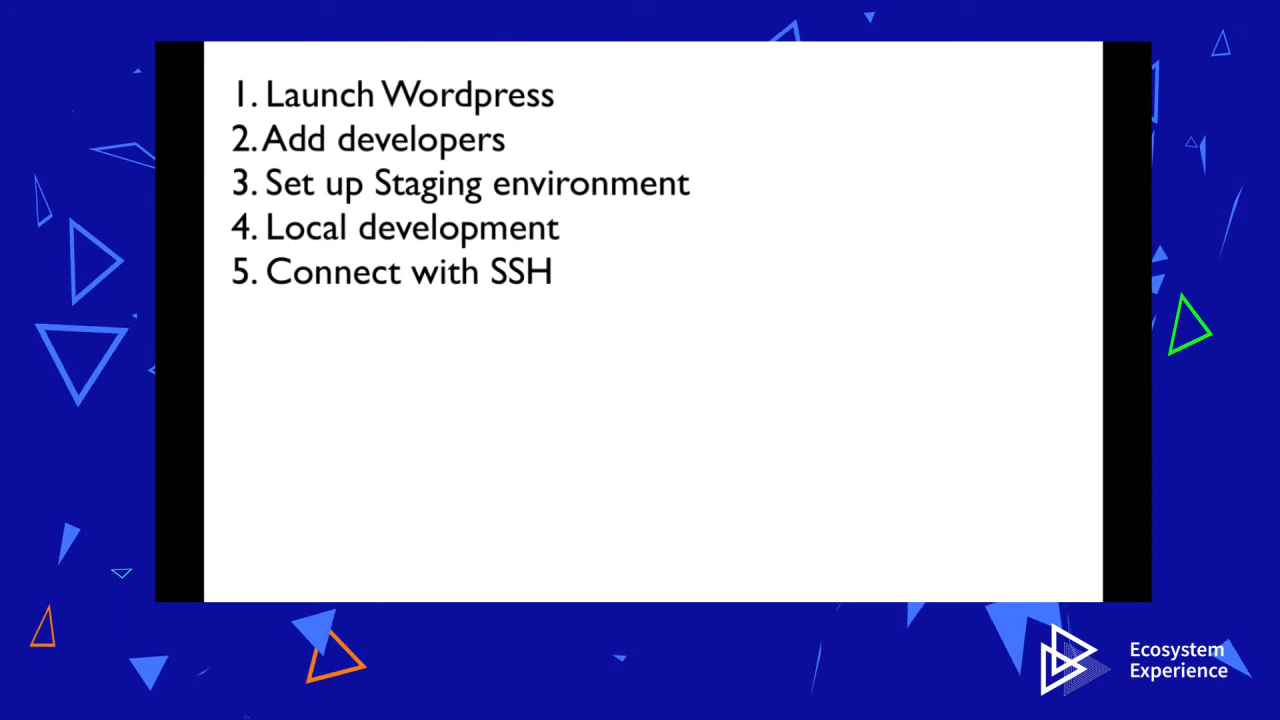 1. Launch Wordpress
2. Add developers
3. Set up Staging environment
4. Local development
5. Connect with SSH
Ecosystem
Experience